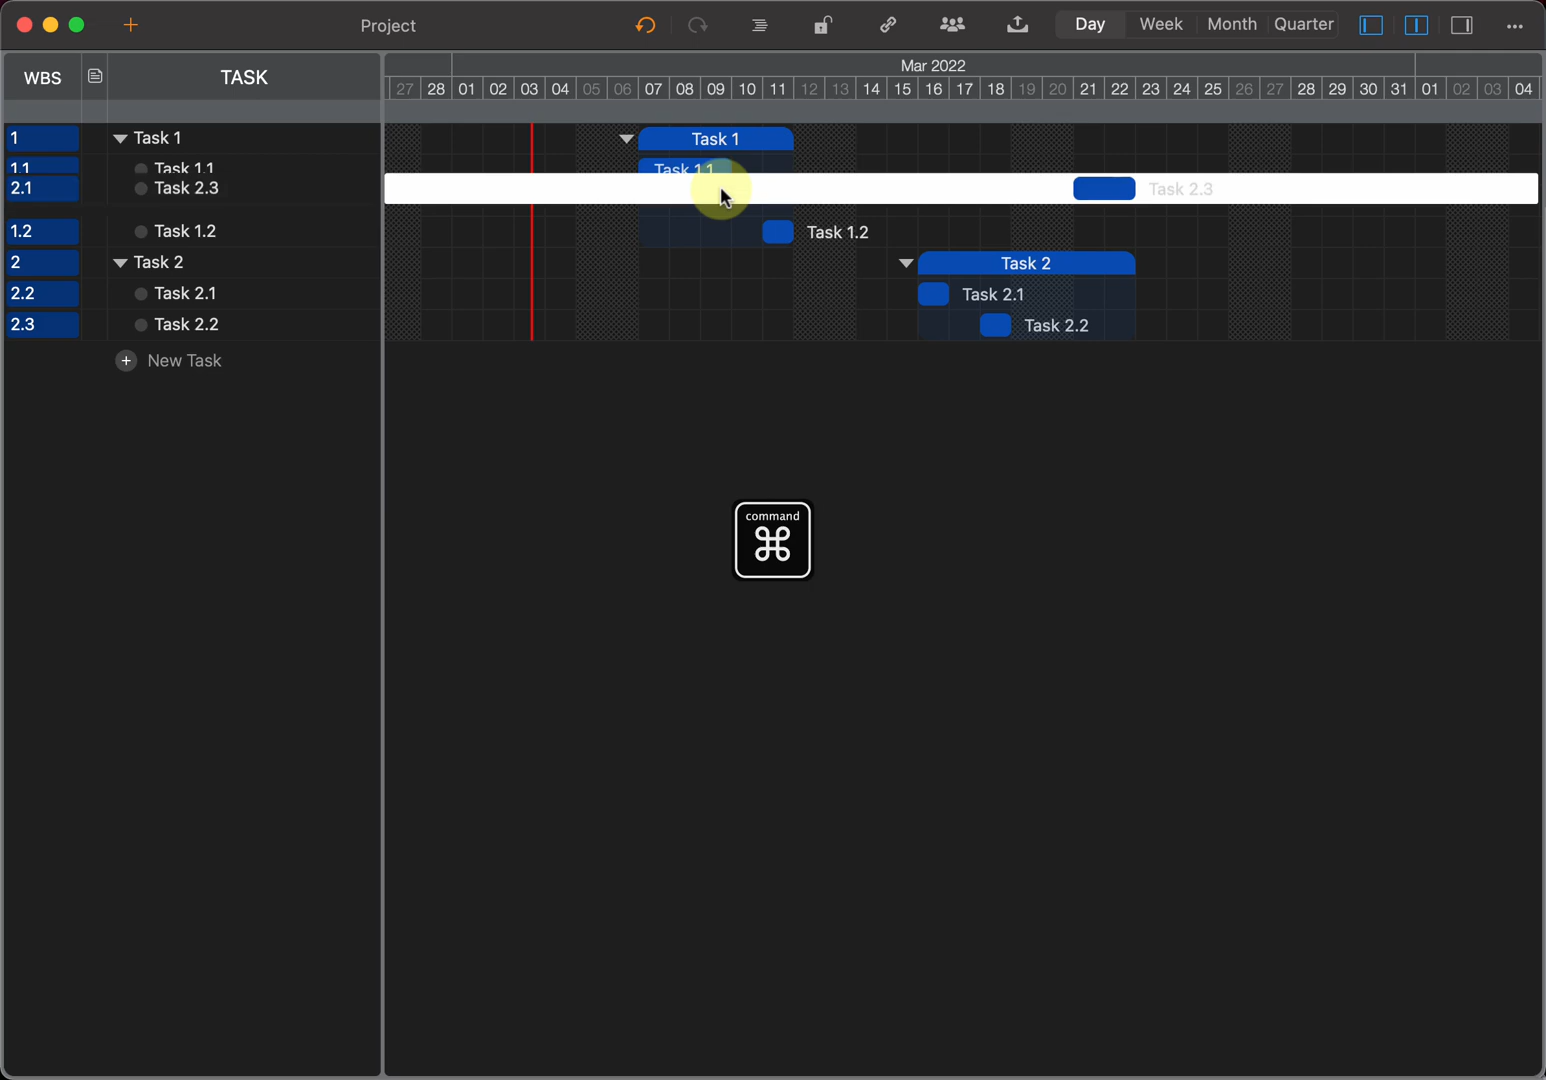 Project
Day Week Month Quarter
WBS TASK
Mar 2022
27 28 01 02 03 04 05 06 07 08 09 10 11 12 13 14 15 16 17 18 19 20 21 22 23 24 25 26 27 28 29 30 31 01 02 03 04
1 Task 1 Task 1
1.1 Task 1.1 Task 1.1
2.1 Task 2.3 Task 2.3
1.2 Task 1.2 Task 1.2
2 Task 2 Task 2
2.2 Task 2.1 Task 2.1
2.3 Task 2.2 Task 2.2
+ New Task
command
⌘